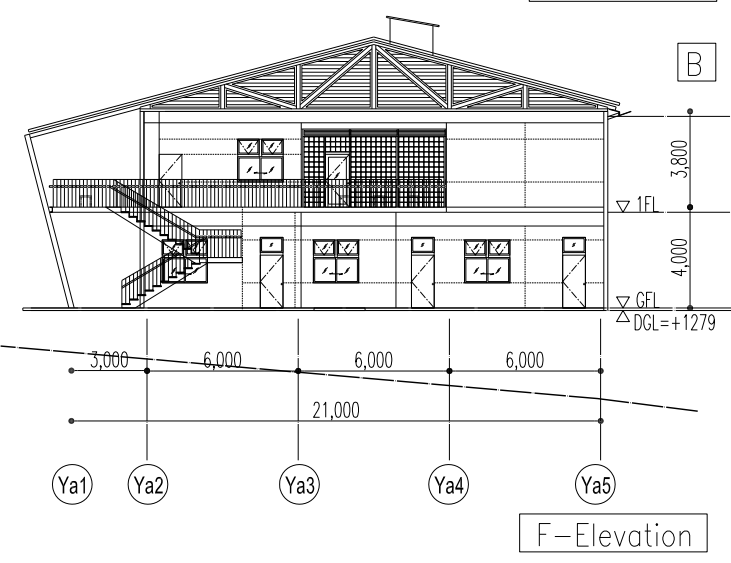 B
3,800
1FL
4,000
GFL
DGL=+1279
3,000
6,000
6,000
6,000
21,000
Ya1
Ya2
Ya3
Ya4
Ya5
F-Elevation